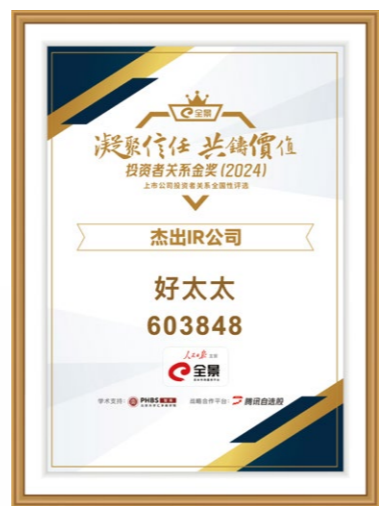 全景
凝聚信任 共鑄價值
投资者关系金奖(2024)
上市公司投资者关系全国性评选
杰出IR公司
好太太
603848
人民日报
全景
学术支持: PHBS 战略合作平台: 腾讯自选股